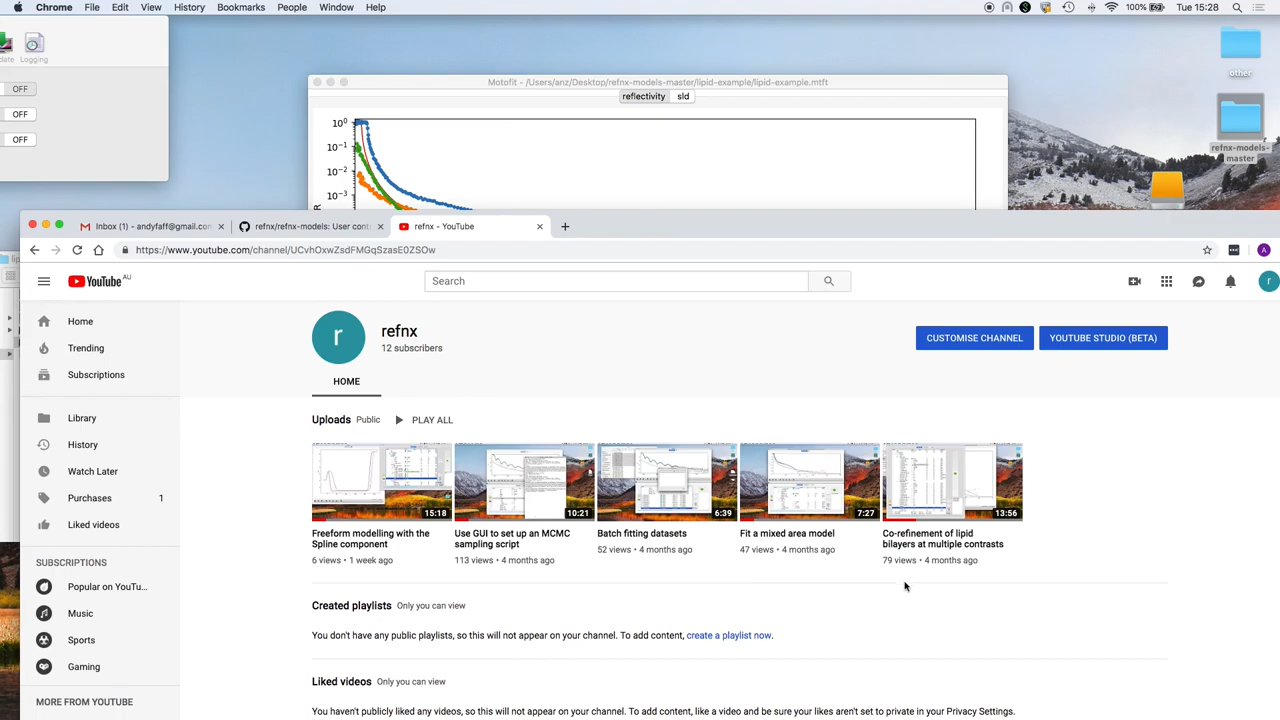 Chrome File Edit View History Bookmarks People Window Help 100% Tue 15:28
Logging
OFF
OFF
OFF
Motofit - /Users/anz/Desktop/refnx-models-master/lipid-example/lipid-example.mtft
reflectivity sld
10⁰
10⁻¹
10⁻²
10⁻³
other
refnx-models-
master
Inbox (1) - andyfaff@gmail.con
refnx/refnx-models: User cont
refnx - YouTube
https://www.youtube.com/channel/UCvhOxwZsdFMGqSzasE0ZSOw
YouTube AU
Search
A
r
Home
Trending
Subscriptions
Library
History
Watch Later
Purchases 1
Liked videos
SUBSCRIPTIONS
Popular on YouTu...
Music
Sports
Gaming
MORE FROM YOUTUBE
r
refnx
12 subscribers
CUSTOMISE CHANNEL
YOUTUBE STUDIO (BETA)
HOME
Uploads Public PLAY ALL
15:18
Freeform modelling with the
Spline component
6 views • 1 week ago
10:21
Use GUI to set up an MCMC
sampling script
113 views • 4 months ago
6:39
Batch fitting datasets
52 views • 4 months ago
7:27
Fit a mixed area model
47 views • 4 months ago
13:56
Co-refinement of lipid
bilayers at multiple contrasts
79 views • 4 months ago
Created playlists Only you can view
You don't have any public playlists, so this will not appear on your channel. To add content, create a playlist now.
Liked videos Only you can view
You haven't publicly liked any videos, so this will not appear on your channel. To add content, like a video and be sure your likes aren't set to private in your Privacy Settings.